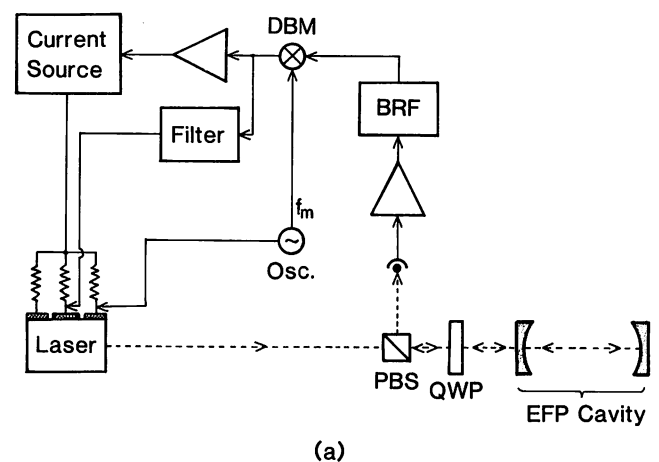 DBM
Current
Source
BRF
Filter
fm
~
Osc.
Laser
PBS
QWP
EFP Cavity
(a)